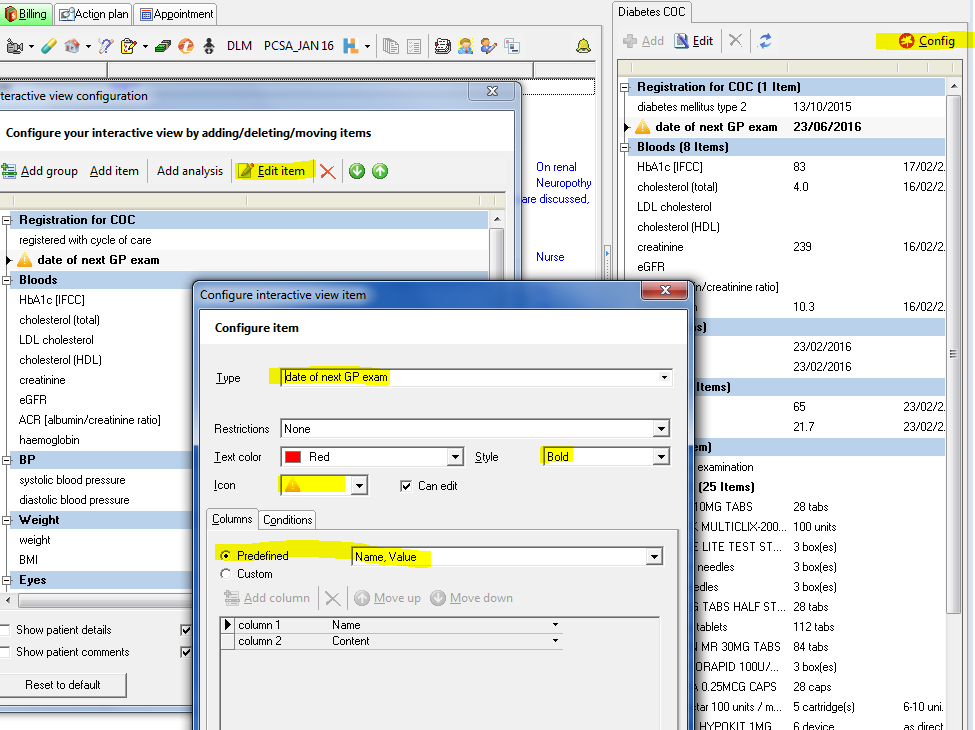 Billing Action plan Appointment
Diabetes COC
DLM PCSA_JAN 16
Add Edit Config
Registration for COC (1 Item)
diabetes mellitus type 2 13/10/2015
date of next GP exam 23/06/2016
Bloods (8 Items)
HbA1c [IFCC] 83 17/02/2.
cholesterol (total) 4.0 16/02/2.
LDL cholesterol
cholesterol (HDL)
creatinine 239 16/02/2.
eGFR
n/creatinine ratio]
10.3 16/02/2.
s)
23/02/2016
23/02/2016
Items)
65 23/02/2.
21.7 23/02/2.
m)
examination
(25 Items)
10MG TABS 28 tabs
K MULTICLIX-200... 100 units
E LITE TEST ST... 3 box(es)
needles 3 box(es)
dles 3 box(es)
G TABS HALF ST... 28 tabs
tablets 112 tabs
N MR 30MG TABS 84 tabs
ORAPID 100U/... 3 box(es)
A 0.25MCG CAPS 28 caps
tar 100 units / m... 5 cartridge(s) 6-10 uni.
HYPOKIT 1MG 6 device as direct
On renal
Neuropothy
are discussed,
Nurse
nteractive view configuration
Configure your interactive view by adding/deleting/moving items
Add group Add item Add analysis Edit item
Registration for COC
registered with cycle of care
date of next GP exam
Bloods
HbA1c [IFCC]
cholesterol (total)
LDL cholesterol
cholesterol (HDL)
creatinine
eGFR
ACR [albumin/creatinine ratio]
haemoglobin
BP
systolic blood pressure
diastolic blood pressure
Weight
weight
BMI
Eyes
Show patient details
Show patient comments
Reset to default
Configure interactive view item
Configure item
Type date of next GP exam
Restrictions None
Text color Red Style Bold
Icon Can edit
Columns Conditions
Predefined Name, Value
Custom
Add column Move up Move down
column 1 Name
column 2 Content